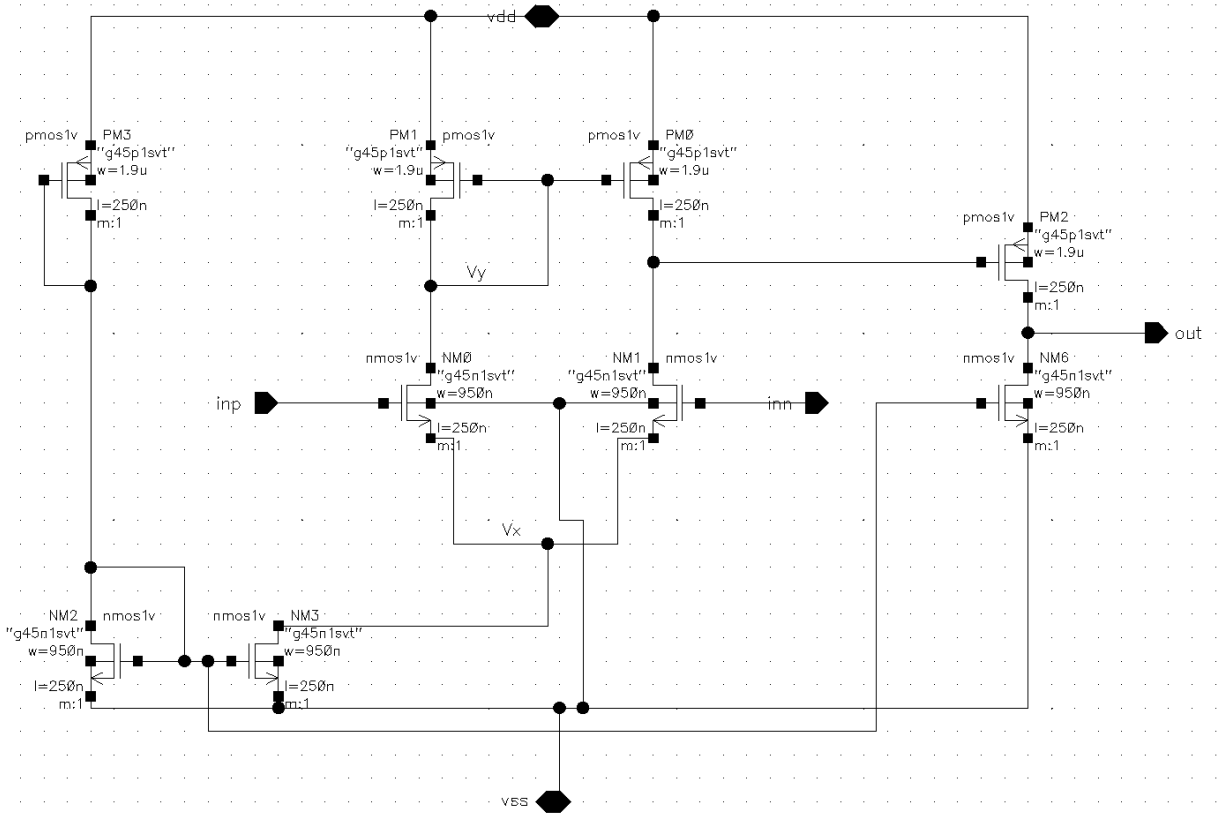 vdd
pmos1v PM3
"g45p1svt"
w=1.9u
l=250n
m:1
PM1 pmos1v
"g45p1svt"
w=1.9u
l=250n
m:1
pmos1v PM0
"g45p1svt"
w=1.9u
l=250n
m:1
pmos1v PM2
"g45p1svt"
w=1.9u
l=250n
m:1
Vy
out
nmos1v NM0
"g45n1svt"
w=950n
l=250n
m:1
NM1 nmos1v
"g45n1svt"
w=950n
l=250n
m:1
nmos1v NM6
"g45n1svt"
w=950n
l=250n
m:1
inp
inn
Vx
NM2 nmos1v
"g45n1svt"
w=950n
l=250n
m:1
nmos1v NM3
"g45n1svt"
w=950n
l=250n
m:1
vss